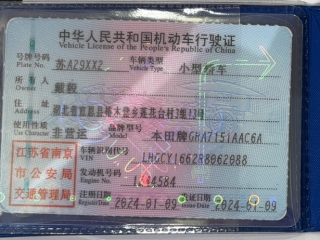 中华人民共和国机动车行驶证
Vehicle License of the People's Republic of China
号牌号码 苏A29XX2 车辆类型 小型轿车
Plate No. Vehicle Type
所有人 戴毅
Owner
住址
Address
使用性质 非营运 品牌型号 本田牌GHA7151AAC6A
Use Character Model
江苏省南京
市公安局
交通管理局
车辆识别代号
VIN
发动机号码
Engine No.
注册日期 2024-01-09 发证日期 2024-01-09
Register Date Issue Date